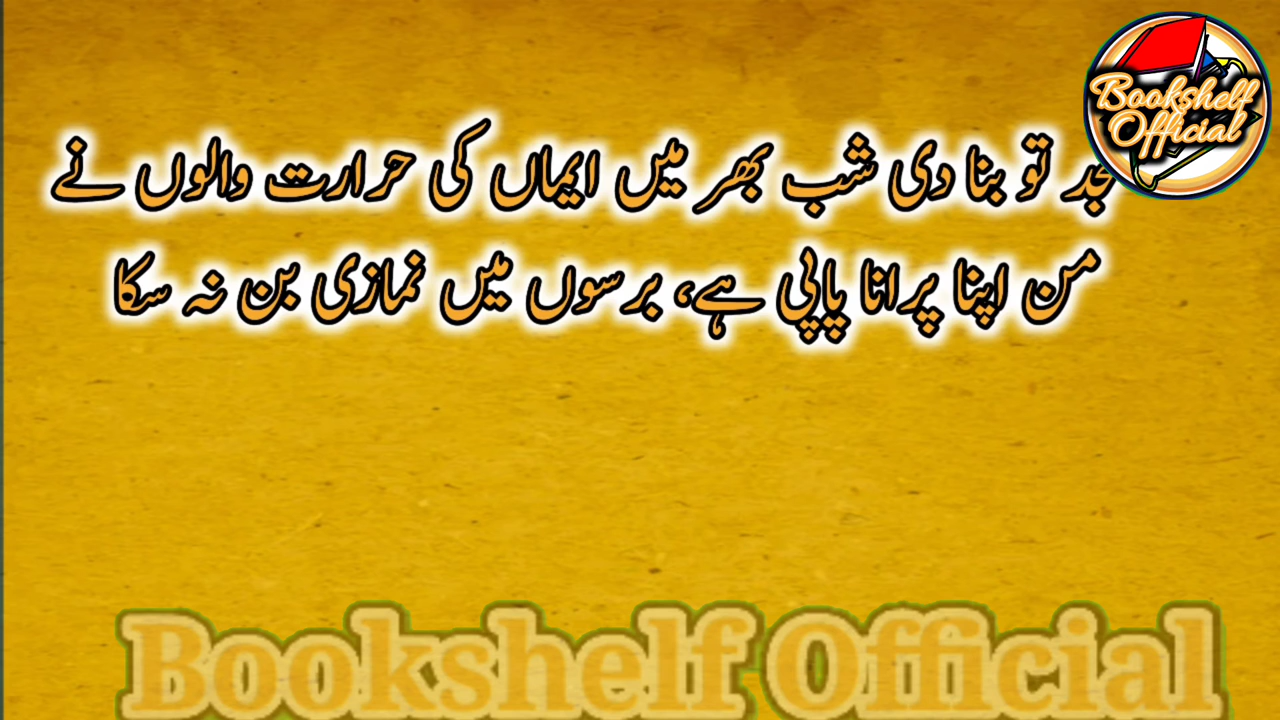 Bookshelf
Official
تو بنا دی شب بھر میں ایماں کی حرارت والوں نے
من اپنا پرانا پاپی ہے، برسوں میں نمازی بن نہ سکا
Bookshelf Official